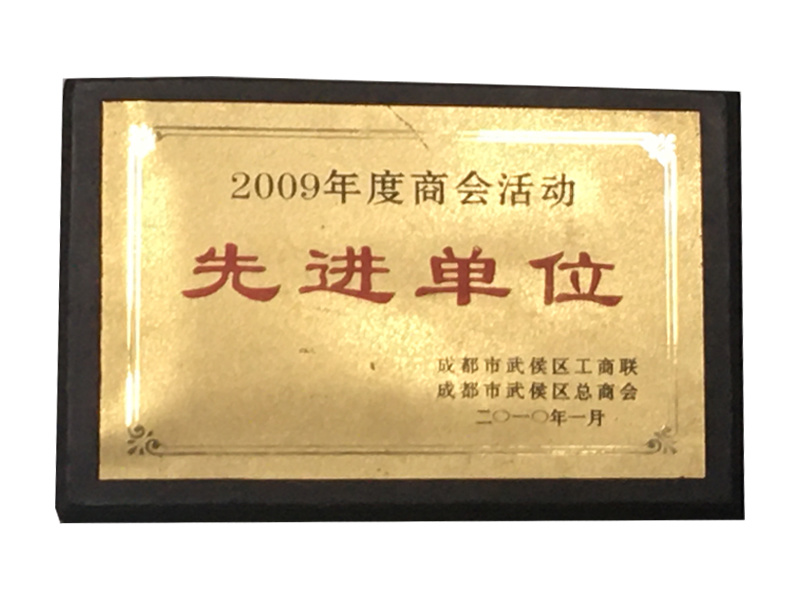 2009年度商会活动
先进单位
成都市武侯区工商联
成都市武侯区总商会
二〇一〇年一月